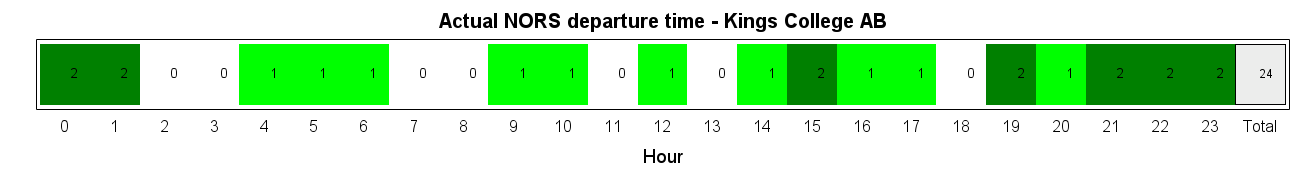 Actual NORS departure time - Kings College AB
2 2 0 0 1 1 1 0 0 1 1 0 1 0 1 2 1 1 0 2 1 2 2 2 24
0 1 2 3 4 5 6 7 8 9 10 11 12 13 14 15 16 17 18 19 20 21 22 23 Total
Hour